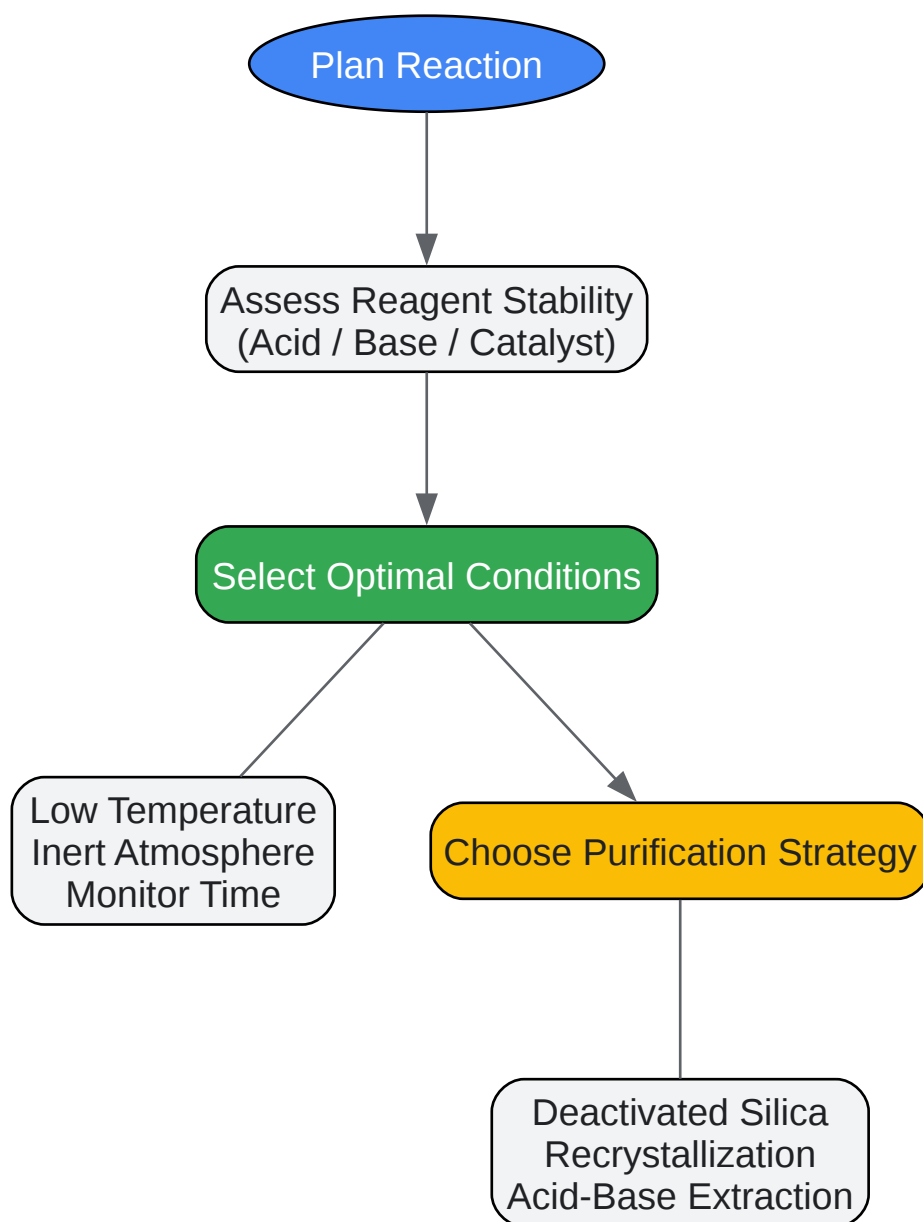 Plan Reaction
Assess Reagent Stability
(Acid / Base / Catalyst)
Select Optimal Conditions
Low Temperature
Inert Atmosphere
Monitor Time
Choose Purification Strategy
Deactivated Silica
Recrystallization
Acid-Base Extraction